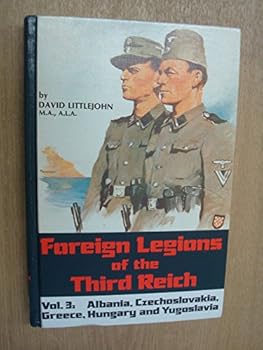 by
DAVID LITTLEJOHN
M.A., A.L.A.
Foreign Legions
of the
Third Reich
Vol. 3: Albania, Czechoslovakia,
Greece, Hungary and Yugoslavia